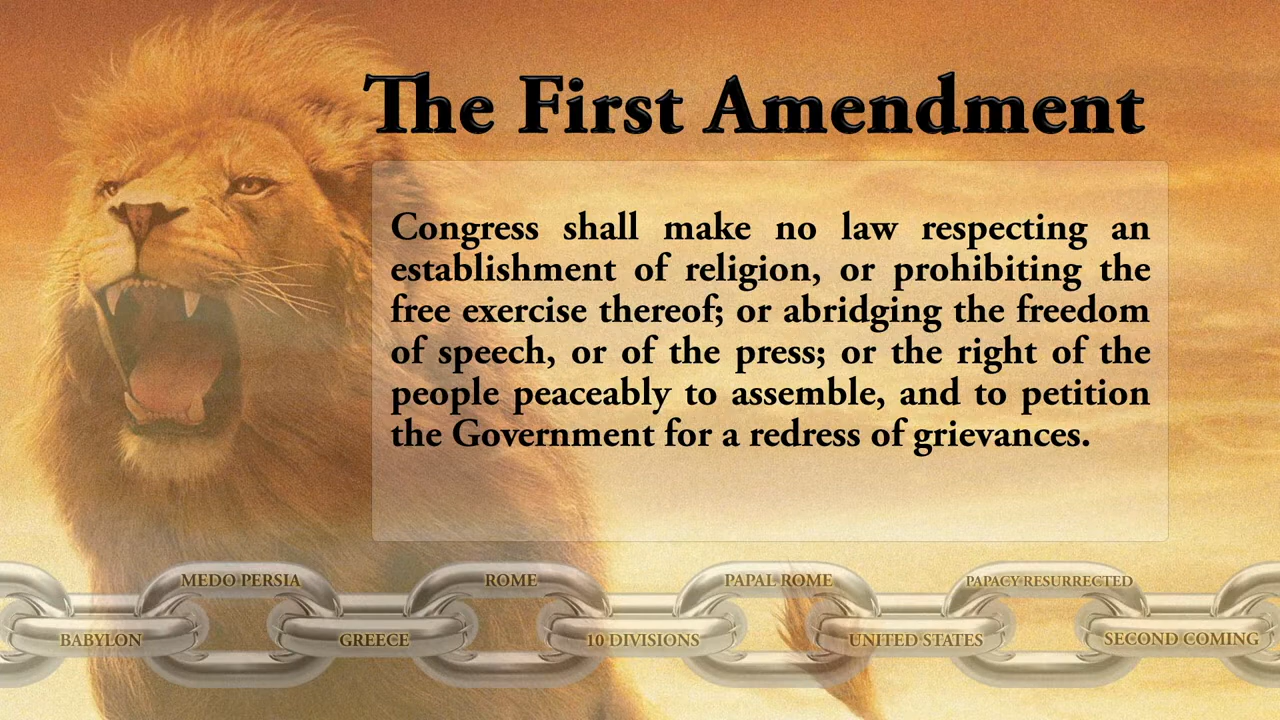 The First Amendment
Congress shall make no law respecting an
establishment of religion, or prohibiting the
free exercise thereof; or abridging the freedom
of speech, or of the press; or the right of the
people peaceably to assemble, and to petition
the Government for a redress of grievances.
MEDO PERSIA ROME PAPAL ROME PAPACY RESURRECTED
BABYLON GREECE 10 DIVISIONS UNITED STATES SECOND COMING